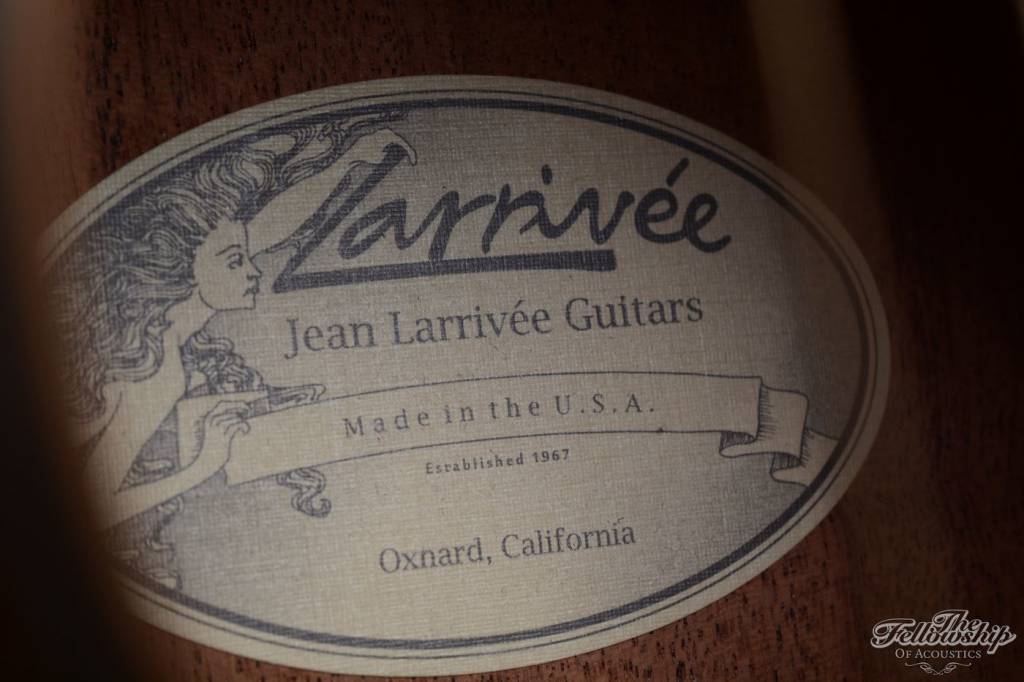 Larrivée
Jean Larrivée Guitars
Made in the U.S.A.
Established 1967
Oxnard, California
The
Fellowship
Of Acoustics